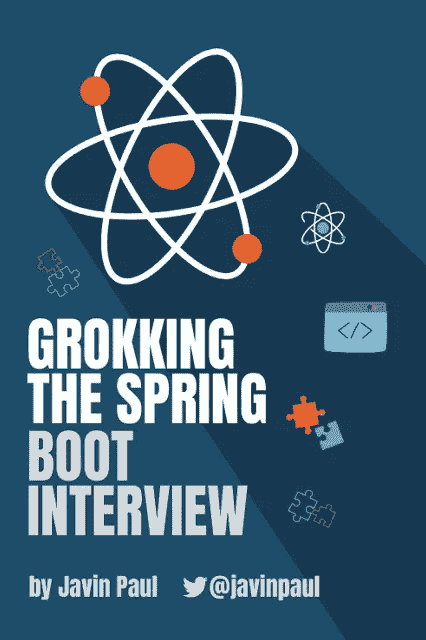 </>
GROKKING
THE SPRING
BOOT
INTERVIEW
by Javin Paul @javinpaul